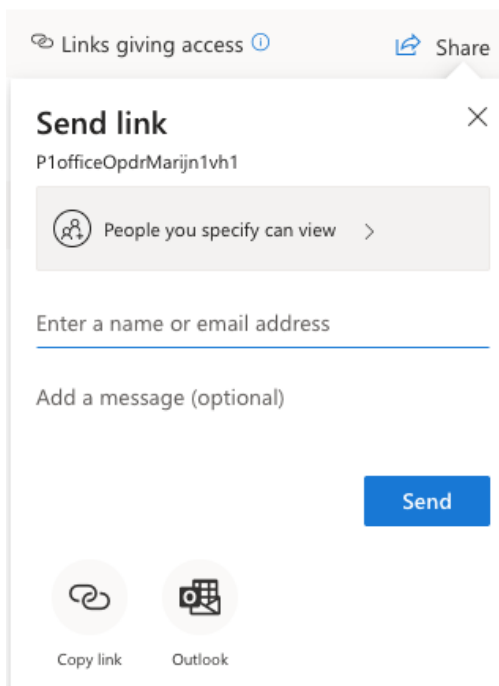 Links giving access
Share
Send link
P1officeOpdrMarijn1vh1
People you specify can view
Enter a name or email address
Add a message (optional)
Send
Copy link
Outlook